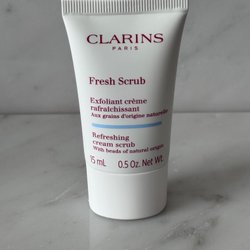 CLARINS
PARIS
Fresh Scrub
Exfoliant crème
rafraîchissant
Aux grains d'origine naturelle
Refreshing
cream scrub
With beads of natural origin
15 mL 0.5 Oz. Net Wt.